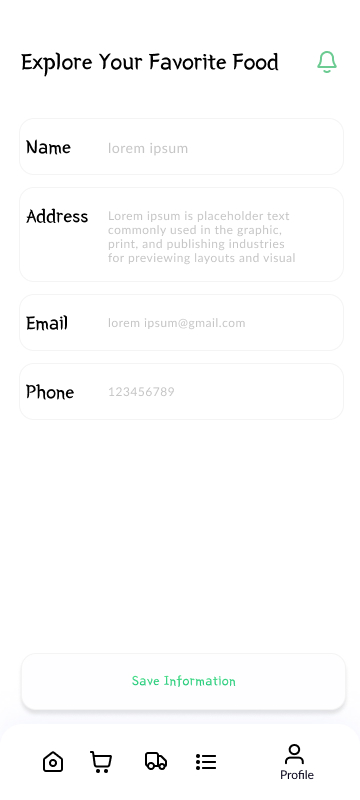 Explore Your Favorite Food
Name
lorem ipsum
Address
Lorem ipsum is placeholder text
commonly used in the graphic,
print, and publishing industries
for previewing layouts and visual
Email
lorem ipsum@gmail.com
Phone
123456789
Save Information
Profile